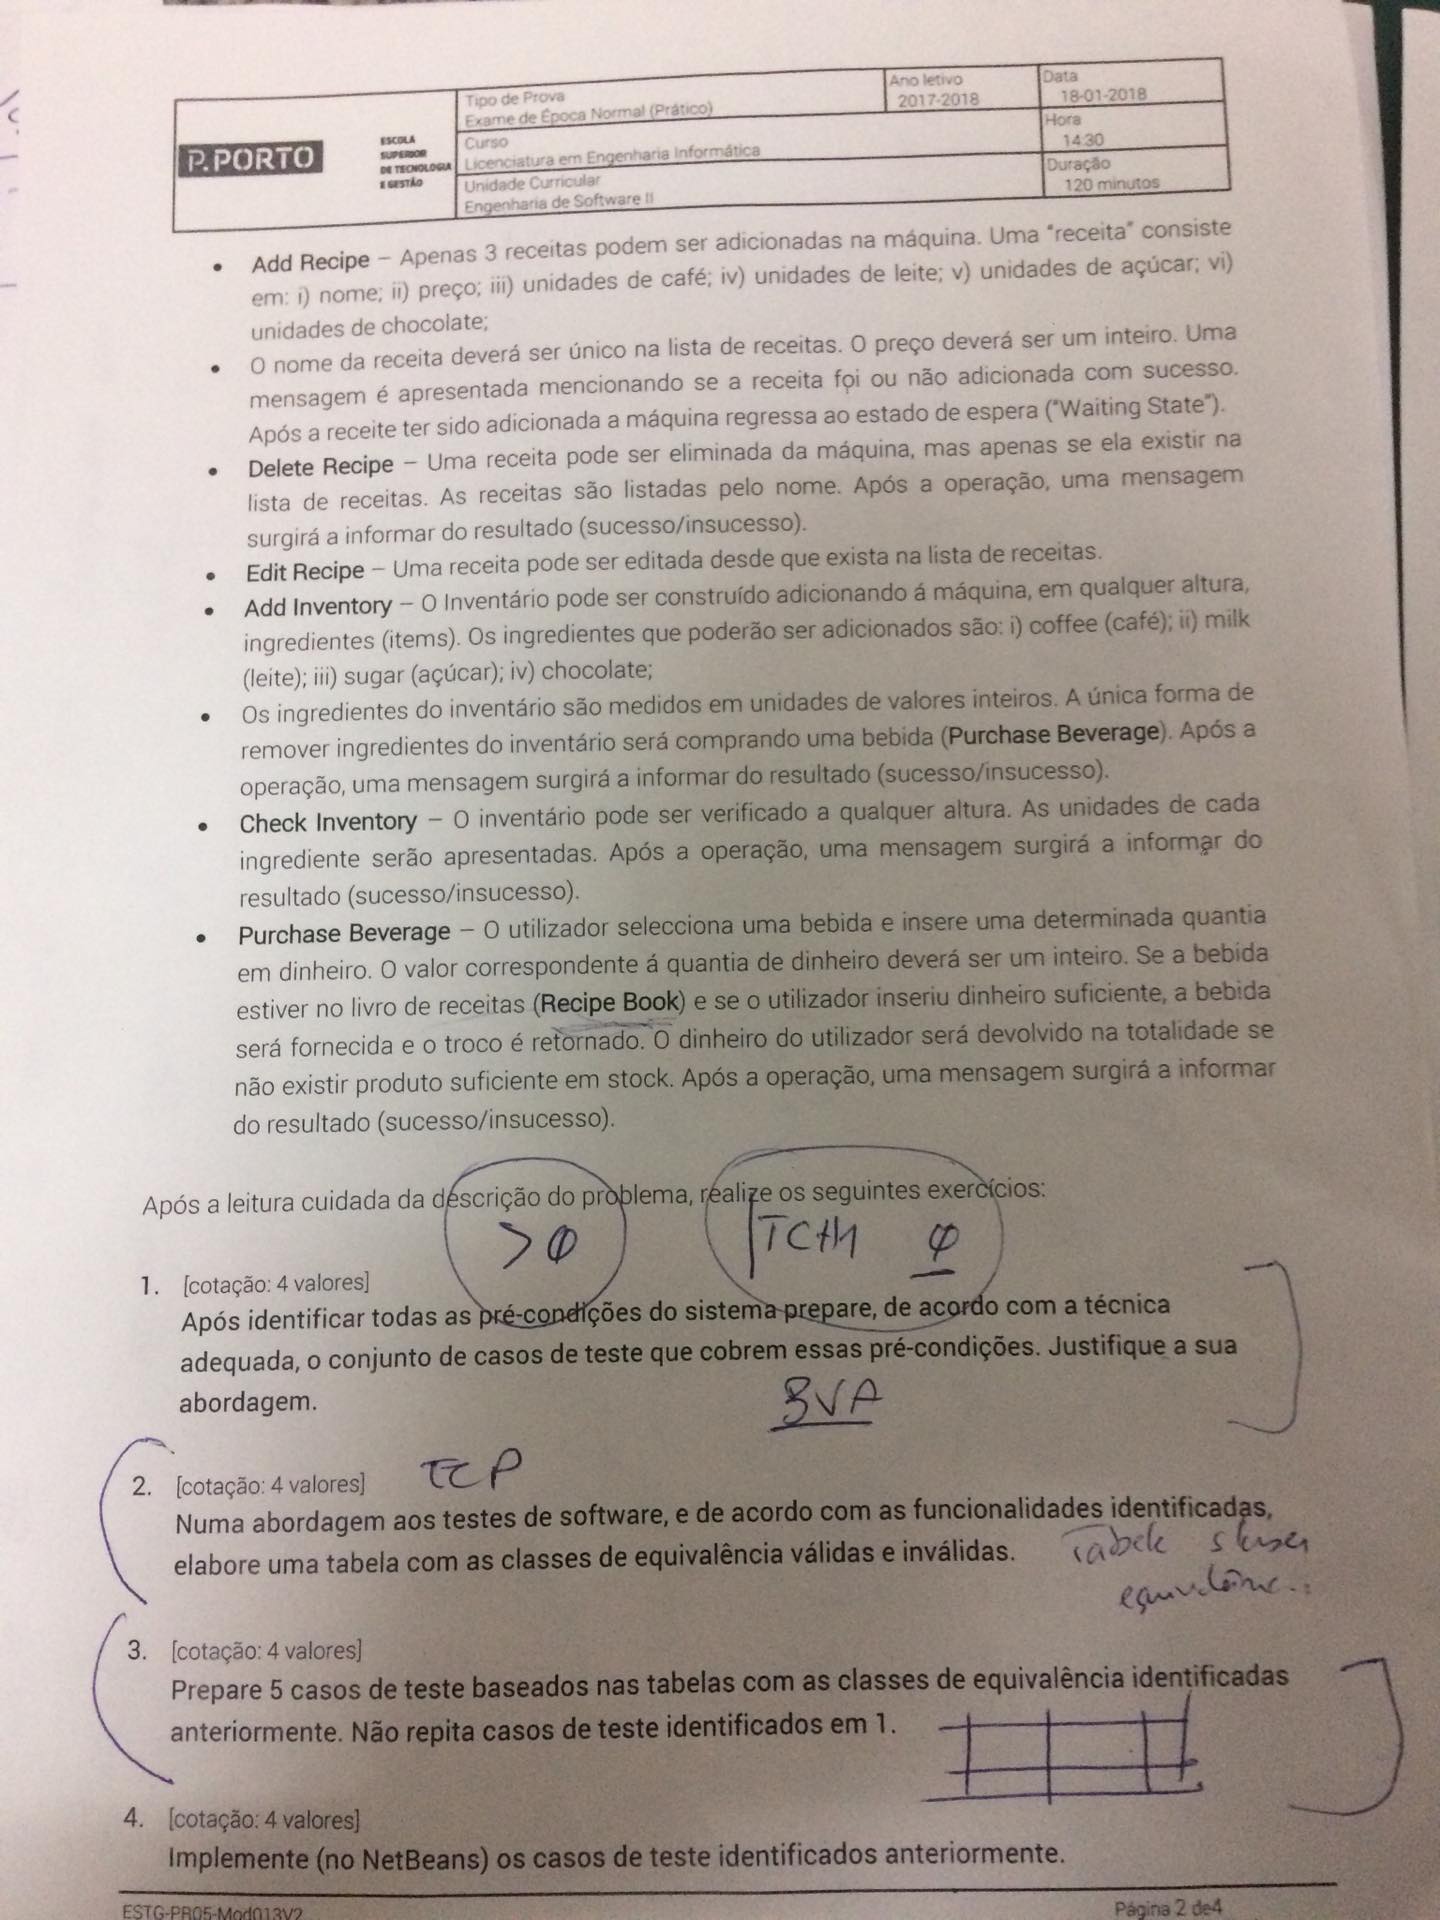 P.PORTO
ESCOLA
SUPERIOR
DE TECNOLOGIA
E GESTÃO
Tipo de Prova
Exame de Época Normal (Prático)
Ano letivo
2017-2018
Data
18-01-2018
Curso
Licenciatura em Engenharia Informática
Hora
14:30
Unidade Curricular
Engenharia de Software II
Duração
120 minutos
• Add Recipe – Apenas 3 receitas podem ser adicionadas na máquina. Uma "receita" consiste
em: i) nome; ii) preço; iii) unidades de café; iv) unidades de leite; v) unidades de açúcar; vi)
unidades de chocolate;
• O nome da receita deverá ser único na lista de receitas. O preço deverá ser um inteiro. Uma
mensagem é apresentada mencionando se a receita foi ou não adicionada com sucesso.
Após a receite ter sido adicionada a máquina regressa ao estado de espera ("Waiting State").
• Delete Recipe – Uma receita pode ser eliminada da máquina, mas apenas se ela existir na
lista de receitas. As receitas são listadas pelo nome. Após a operação, uma mensagem
surgirá a informar do resultado (sucesso/insucesso).
• Edit Recipe – Uma receita pode ser editada desde que exista na lista de receitas.
• Add Inventory – O Inventário pode ser construído adicionando á máquina, em qualquer altura,
ingredientes (items). Os ingredientes que poderão ser adicionados são: i) coffee (café); ii) milk
(leite); iii) sugar (açúcar); iv) chocolate;
• Os ingredientes do inventário são medidos em unidades de valores inteiros. A única forma de
remover ingredientes do inventário será comprando uma bebida (Purchase Beverage). Após a
operação, uma mensagem surgirá a informar do resultado (sucesso/insucesso).
• Check Inventory – O inventário pode ser verificado a qualquer altura. As unidades de cada
ingrediente serão apresentadas. Após a operação, uma mensagem surgirá a informar do
resultado (sucesso/insucesso).
• Purchase Beverage – O utilizador selecciona uma bebida e insere uma determinada quantia
em dinheiro. O valor correspondente á quantia de dinheiro deverá ser um inteiro. Se a bebida
estiver no livro de receitas (Recipe Book) e se o utilizador inseriu dinheiro suficiente, a bebida
será fornecida e o troco é retornado. O dinheiro do utilizador será devolvido na totalidade se
não existir produto suficiente em stock. Após a operação, uma mensagem surgirá a informar
do resultado (sucesso/insucesso).
Após a leitura cuidada da descrição do problema, realize os seguintes exercícios:
>0
1. [cotação: 4 valores]
Após identificar todas as pré-condições do sistema prepare, de acordo com a técnica
adequada, o conjunto de casos de teste que cobrem essas pré-condições. Justifique a sua
abordagem.
BVA
2. [cotação: 4 valores]
ECP
Numa abordagem aos testes de software, e de acordo com as funcionalidades identificadas,
elabore uma tabela com as classes de equivalência válidas e inválidas.
3. [cotação: 4 valores]
Prepare 5 casos de teste baseados nas tabelas com as classes de equivalência identificadas
anteriormente. Não repita casos de teste identificados em 1.
4. [cotação: 4 valores]
Implemente (no NetBeans) os casos de teste identificados anteriormente.
ESTG-PR05-Mod013V2
Página 2 de4